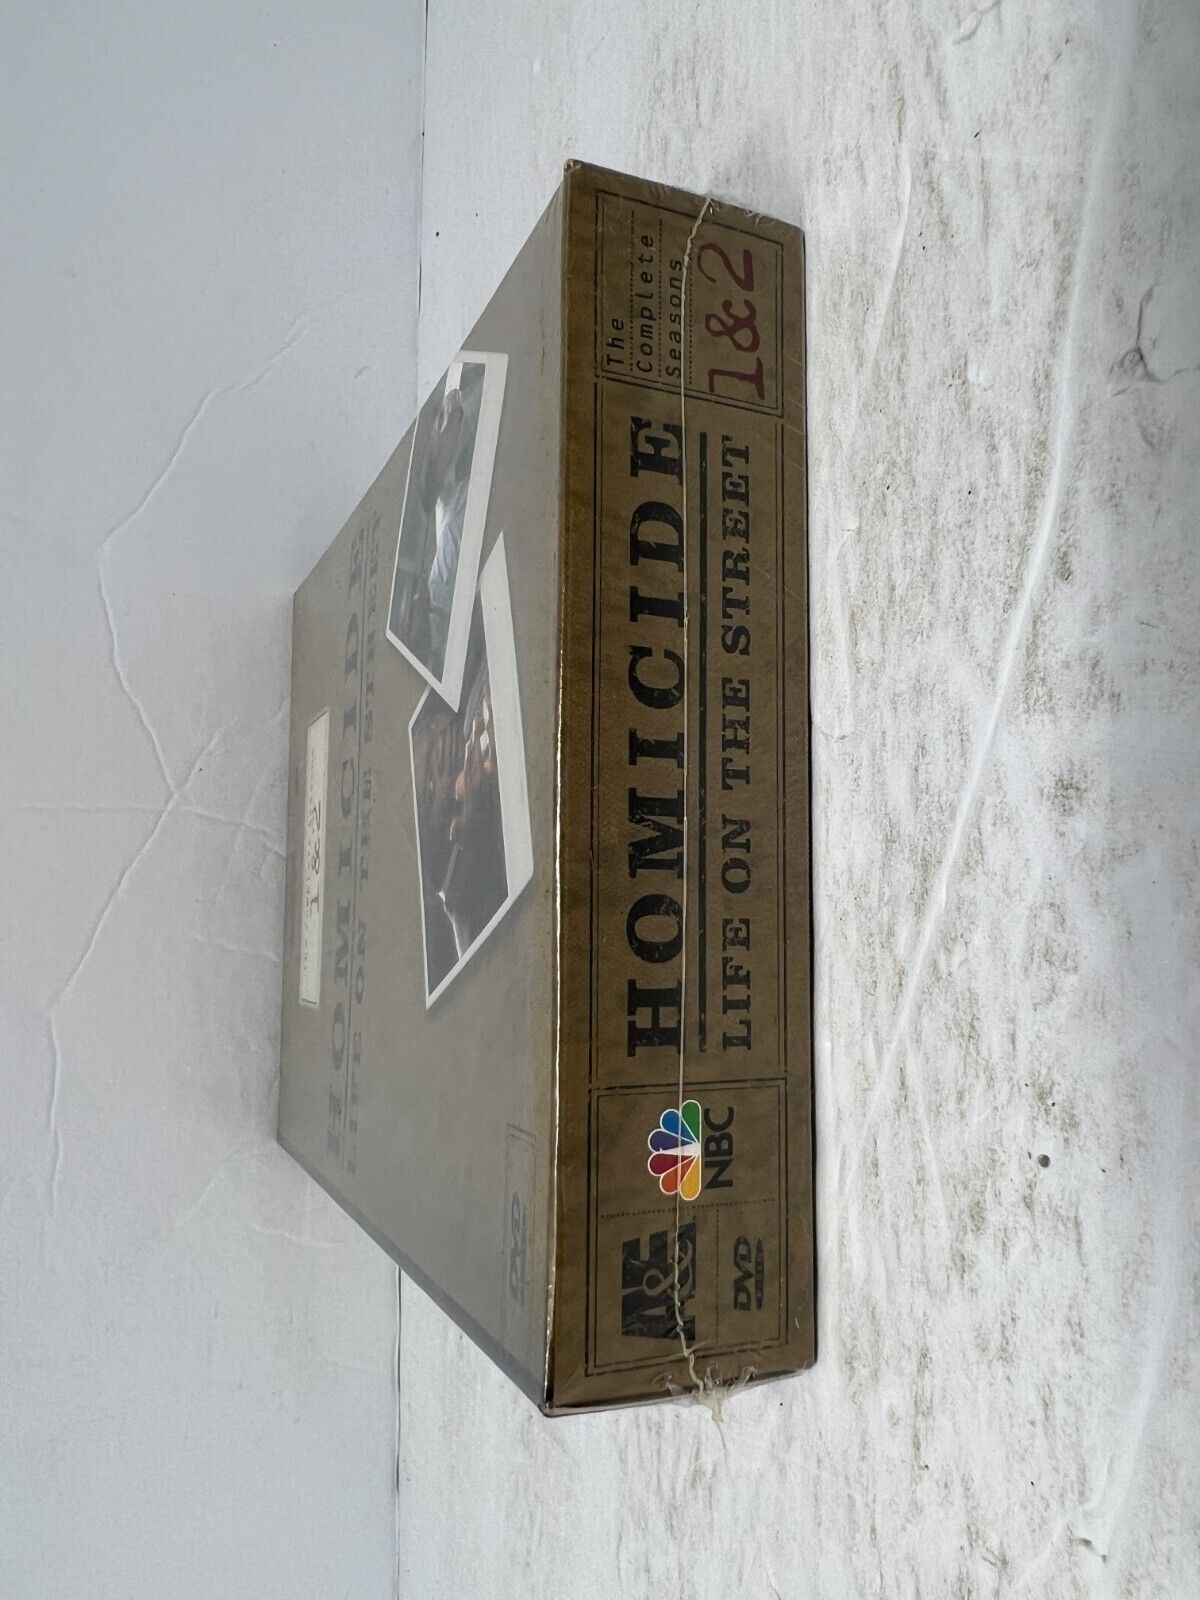 The
Complete
Seasons
1&2
HOMICIDE
LIFE ON THE STREET
NBC
A&E
DVD
1 & 2
HOMICIDE
LIFE ON THE STREET
DVD